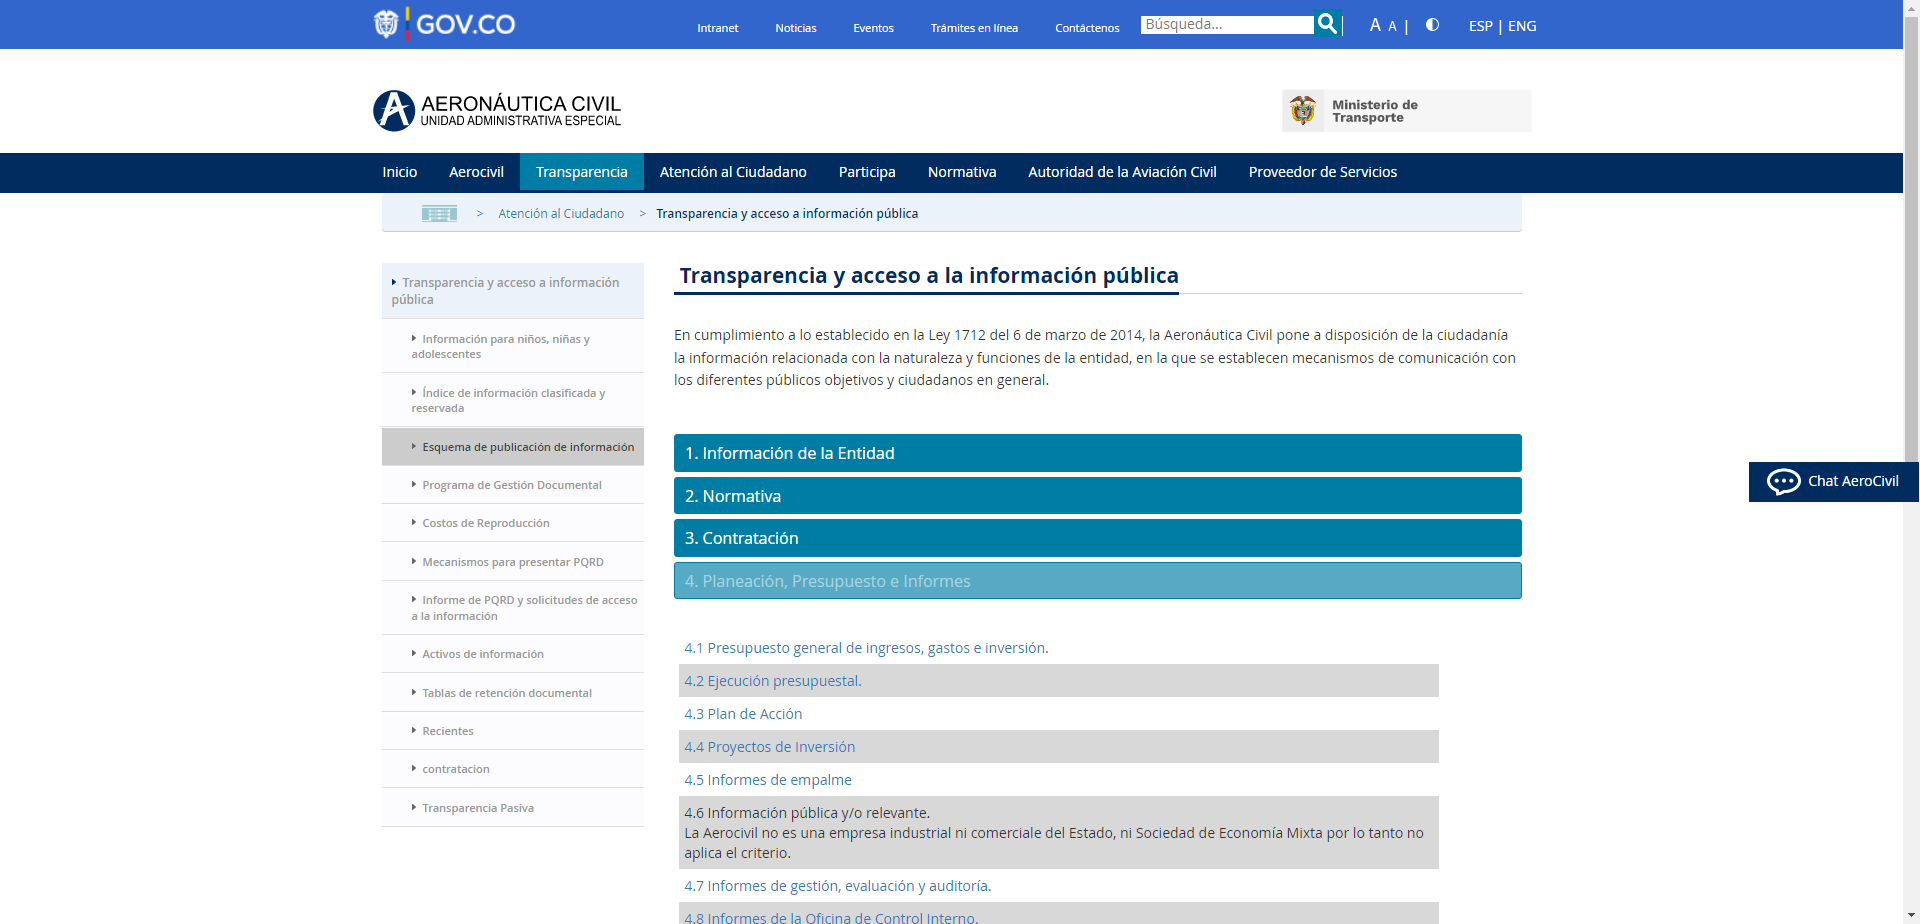 GOV.CO
Intranet
Noticias
Eventos
Trámites en línea
Contáctenos
Búsqueda...
A A |
ESP | ENG
AERONÁUTICA CIVIL
UNIDAD ADMINISTRATIVA ESPECIAL
Ministerio de
Transporte
Inicio
Aerocivil
Transparencia
Atención al Ciudadano
Participa
Normativa
Autoridad de la Aviación Civil
Proveedor de Servicios
> Atención al Ciudadano > Transparencia y acceso a información pública
Transparencia y acceso a información
pública
Información para niños, niñas y
adolescentes
Índice de información clasificada y
reservada
Esquema de publicación de información
Programa de Gestión Documental
Costos de Reproducción
Mecanismos para presentar PQRD
Informe de PQRD y solicitudes de acceso
a la información
Activos de información
Tablas de retención documental
Recientes
contratacion
Transparencia Pasiva
Transparencia y acceso a la información pública
En cumplimiento a lo establecido en la Ley 1712 del 6 de marzo de 2014, la Aeronáutica Civil pone a disposición de la ciudadanía
la información relacionada con la naturaleza y funciones de la entidad, en la que se establecen mecanismos de comunicación con
los diferentes públicos objetivos y ciudadanos en general.
1. Información de la Entidad
2. Normativa
3. Contratación
4. Planeación, Presupuesto e Informes
4.1 Presupuesto general de ingresos, gastos e inversión.
4.2 Ejecución presupuestal.
4.3 Plan de Acción
4.4 Proyectos de Inversión
4.5 Informes de empalme
4.6 Información pública y/o relevante.
La Aerocivil no es una empresa industrial ni comerciale del Estado, ni Sociedad de Economía Mixta por lo tanto no
aplica el criterio.
4.7 Informes de gestión, evaluación y auditoría.
4.8 Informes de la Oficina de Control Interno.
Chat AeroCivil